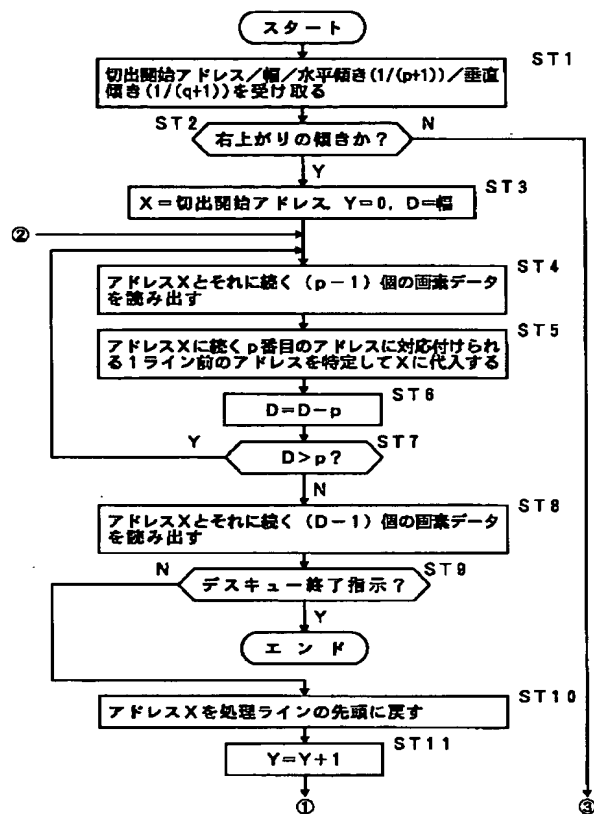 スタート
ST1
切出開始アドレス/幅/水平傾き(1/(p+1))/垂直
傾き(1/(q+1))を受け取る
ST2
右上がりの傾きか?
N
Y
ST3
X=切出開始アドレス, Y=0, D=幅
②
ST4
アドレスXとそれに続く(p-1)個の画素データ
を読み出す
ST5
アドレスXに続くp番目のアドレスに対応付けられ
る1ライン前のアドレスを特定してXに代入する
ST6
D=D-p
Y
ST7
D>p?
N
ST8
アドレスXとそれに続く(D-1)個の画素データ
を読み出す
N
ST9
デスキュー終了指示?
Y
エンド
ST10
アドレスXを処理ラインの先頭に戻す
ST11
Y=Y+1
①
③